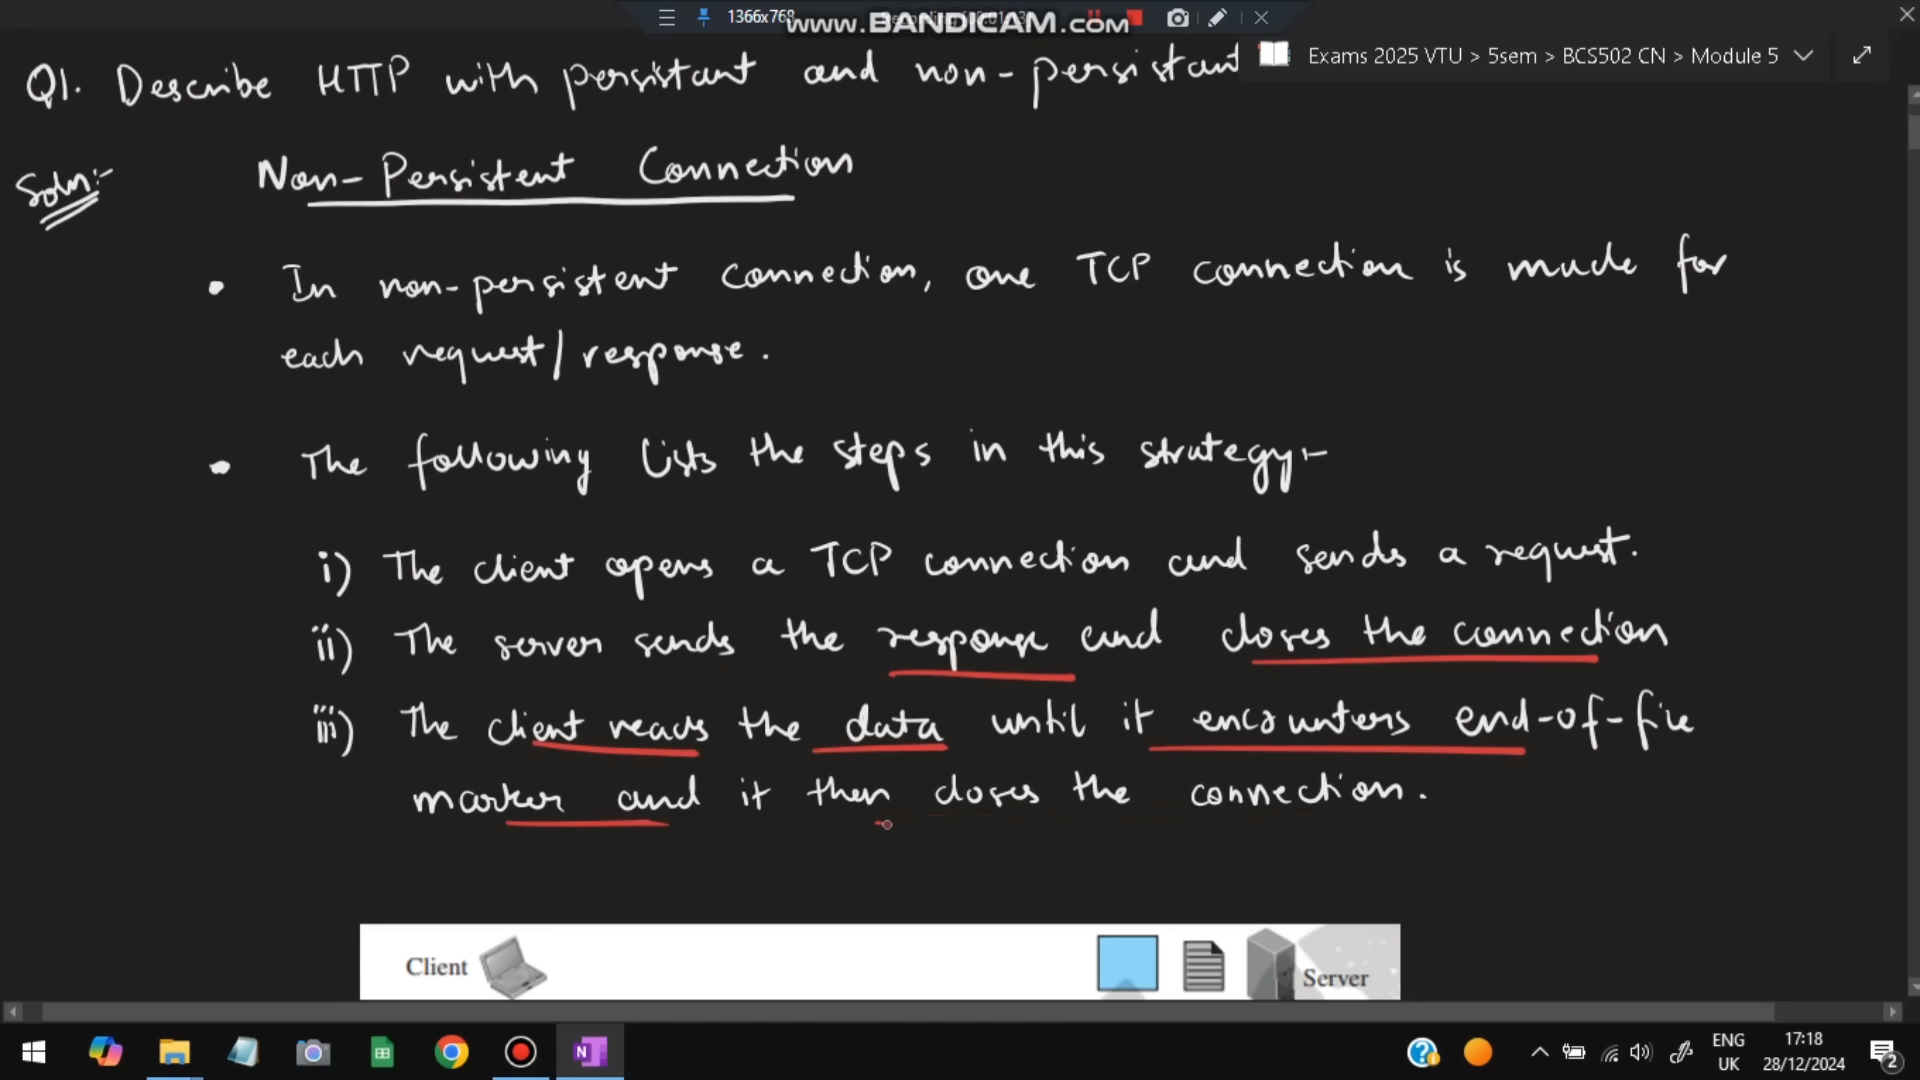 1366x768
www.BANDICAM.com
Exams 2025 VTU > 5sem > BCS502 CN > Module 5
Q1. Describe HTTP with persistant and non-persistant
Soln:-
Non-Persistent Connection
• In non-persistent connection, one TCP connection is made for
each request/response.
• The following lists the steps in this strategy:-
i) The client opens a TCP connection and sends a request.
ii) The server sends the response and closes the connection
iii) The client reads the data until it encounters end-of-file
marker and it then closes the connection.
Client
Server
ENG
UK
17:18
28/12/2024
2